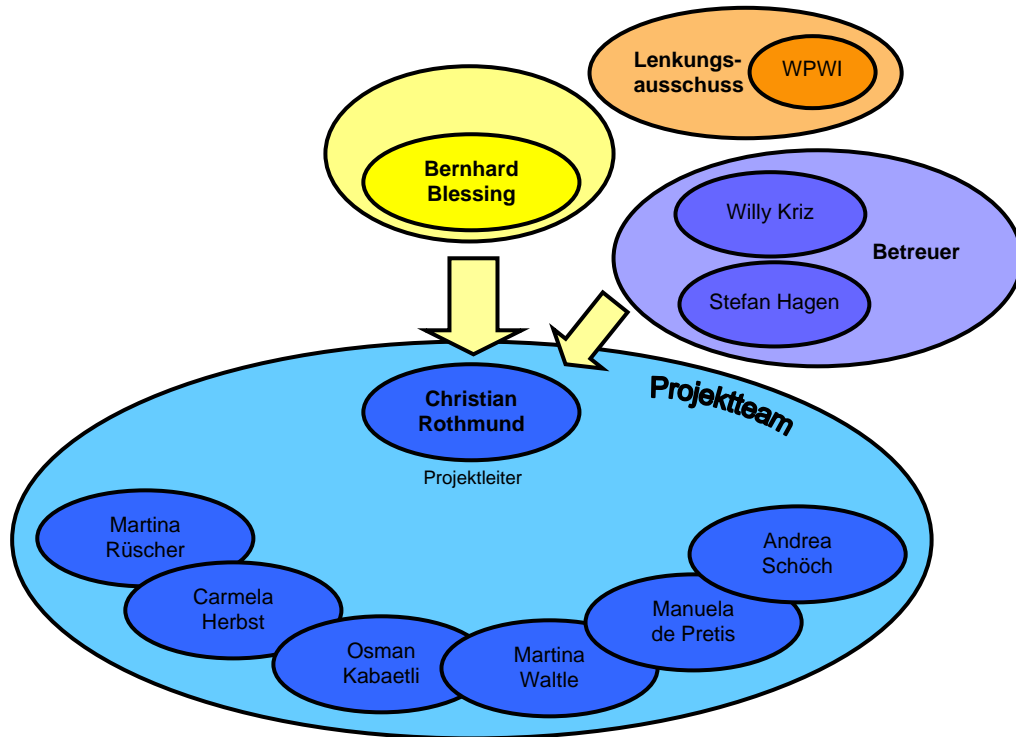 Lenkungs-
ausschuss
WPWI
Bernhard
Blessing
Willy Kriz
Betreuer
Stefan Hagen
Projektteam
Christian
Rothmund
Projektleiter
Martina
Rüscher
Carmela
Herbst
Osman
Kabaetli
Martina
Waltle
Manuela
de Pretis
Andrea
Schöch